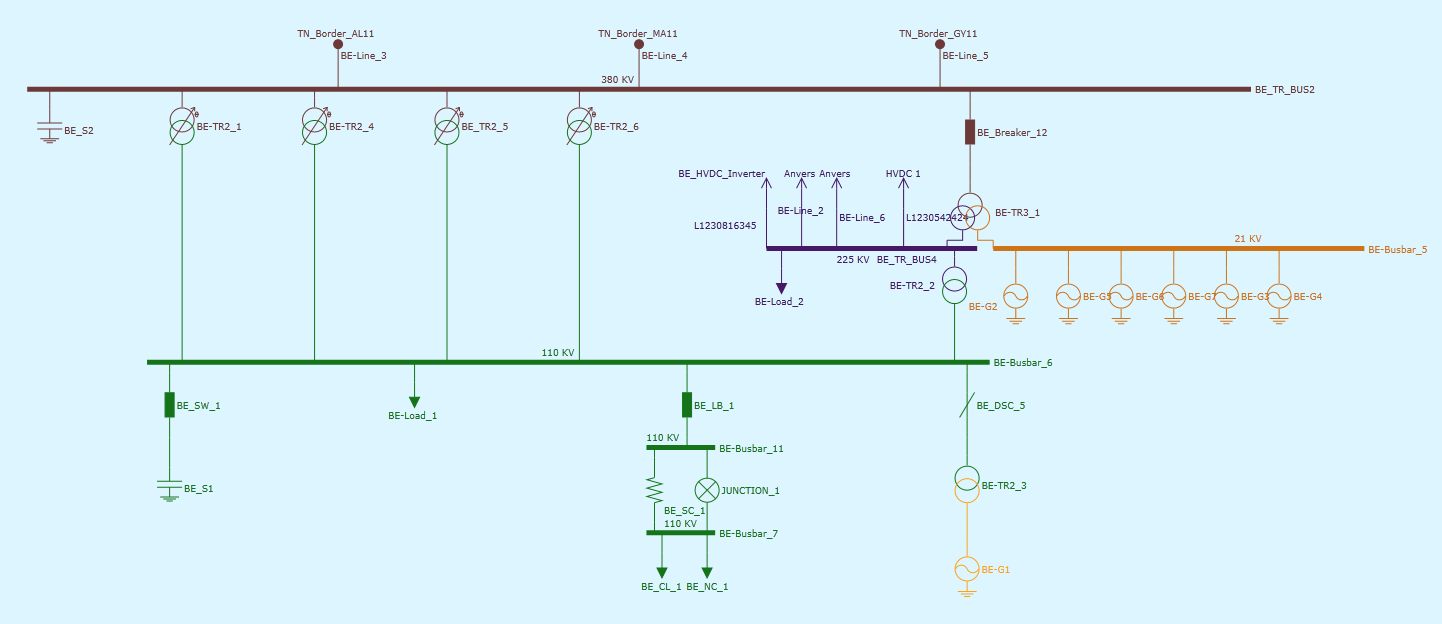 TN_Border_AL11
TN_Border_MA11
TN_Border_GY11
BE-Line_3
BE-Line_4
BE-Line_5
380 KV
BE_TR_BUS2
BE_S2
BE-TR2_1
BE-TR2_4
BE_TR2_5
BE-TR2_6
BE_Breaker_12
BE_HVDC_Inverter
Anvers
Anvers
HVDC 1
BE-Line_2
BE-Line_6
L1230542424
BE-TR3_1
L1230816345
21 KV
BE-Busbar_5
225 KV
BE_TR_BUS4
BE-TR2_2
BE-Load_2
BE-G2
BE-G5
BE-G6
BE-G7
BE-G3
BE-G4
110 KV
BE-Busbar_6
BE_SW_1
BE-Load_1
BE_LB_1
BE_DSC_5
110 KV
BE-Busbar_11
BE_S1
JUNCTION_1
BE-TR2_3
BE_SC_1
110 KV
BE-Busbar_7
BE-G1
BE_CL_1
BE_NC_1